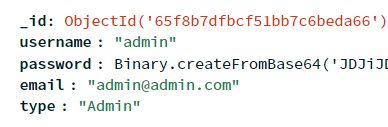 _id: ObjectId('65f8b7dfbcf51bb7c6beda66')
username : "admin"
password : Binary.createFromBase64('JDJiJD
email : "admin@admin.com"
type : "Admin"